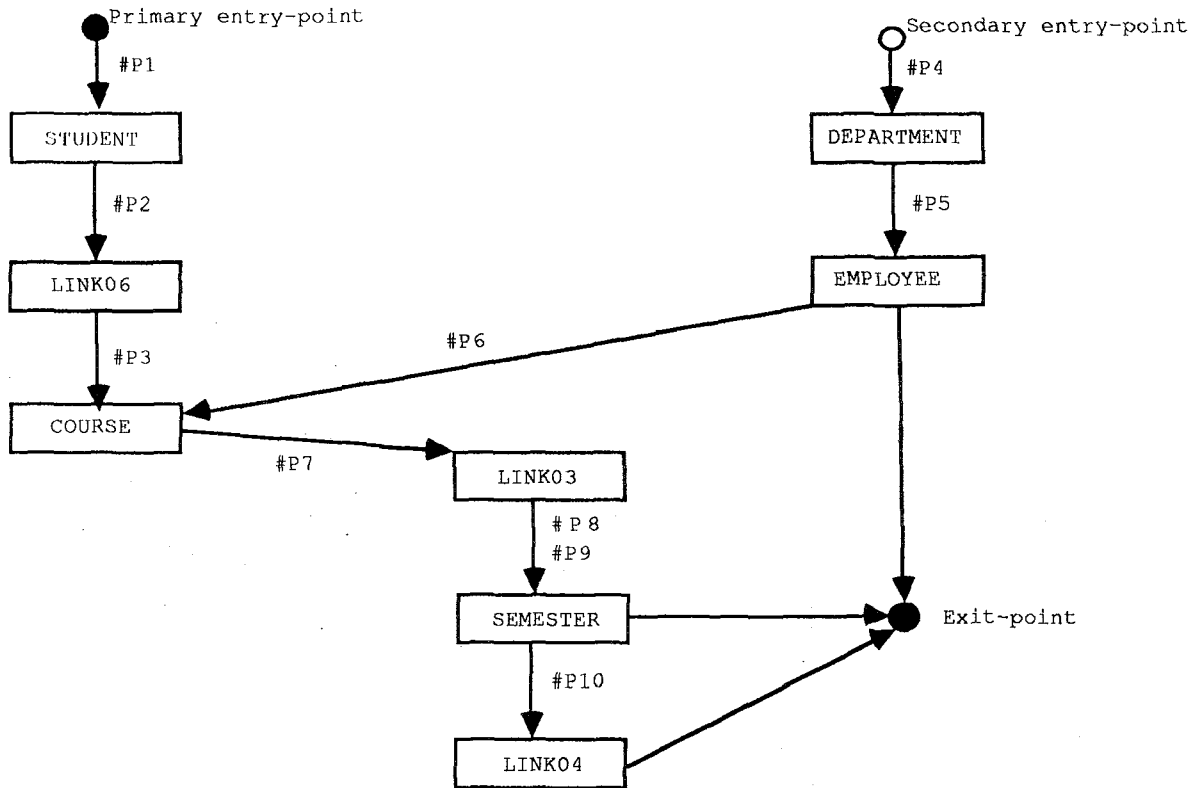 Primary entry-point
Secondary entry-point
#P1
#P4
STUDENT
DEPARTMENT
#P2
#P5
LINK06
EMPLOYEE
#P6
#P3
COURSE
#P7
LINK03
#P8
#P9
SEMESTER
Exit-point
#P10
LINK04